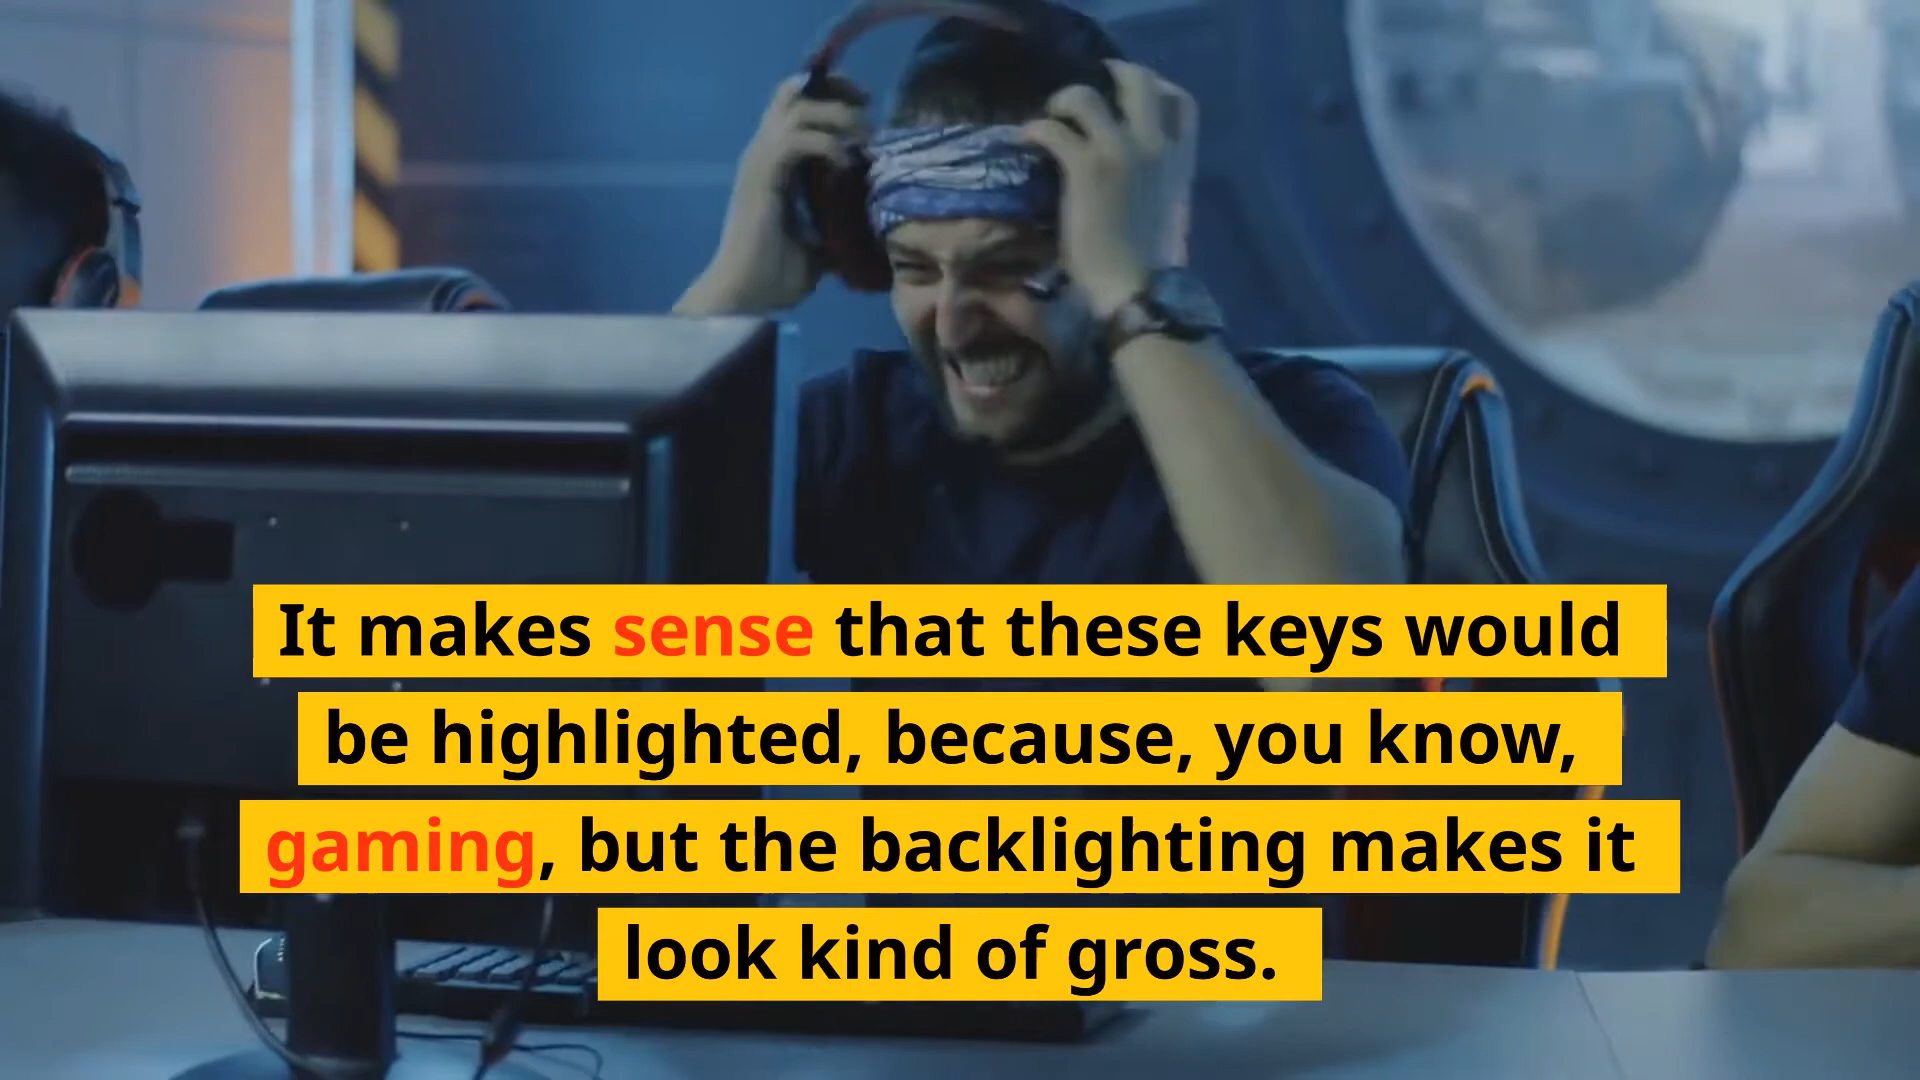 It makes sense that these keys would
be highlighted, because, you know,
gaming, but the backlighting makes it
look kind of gross.